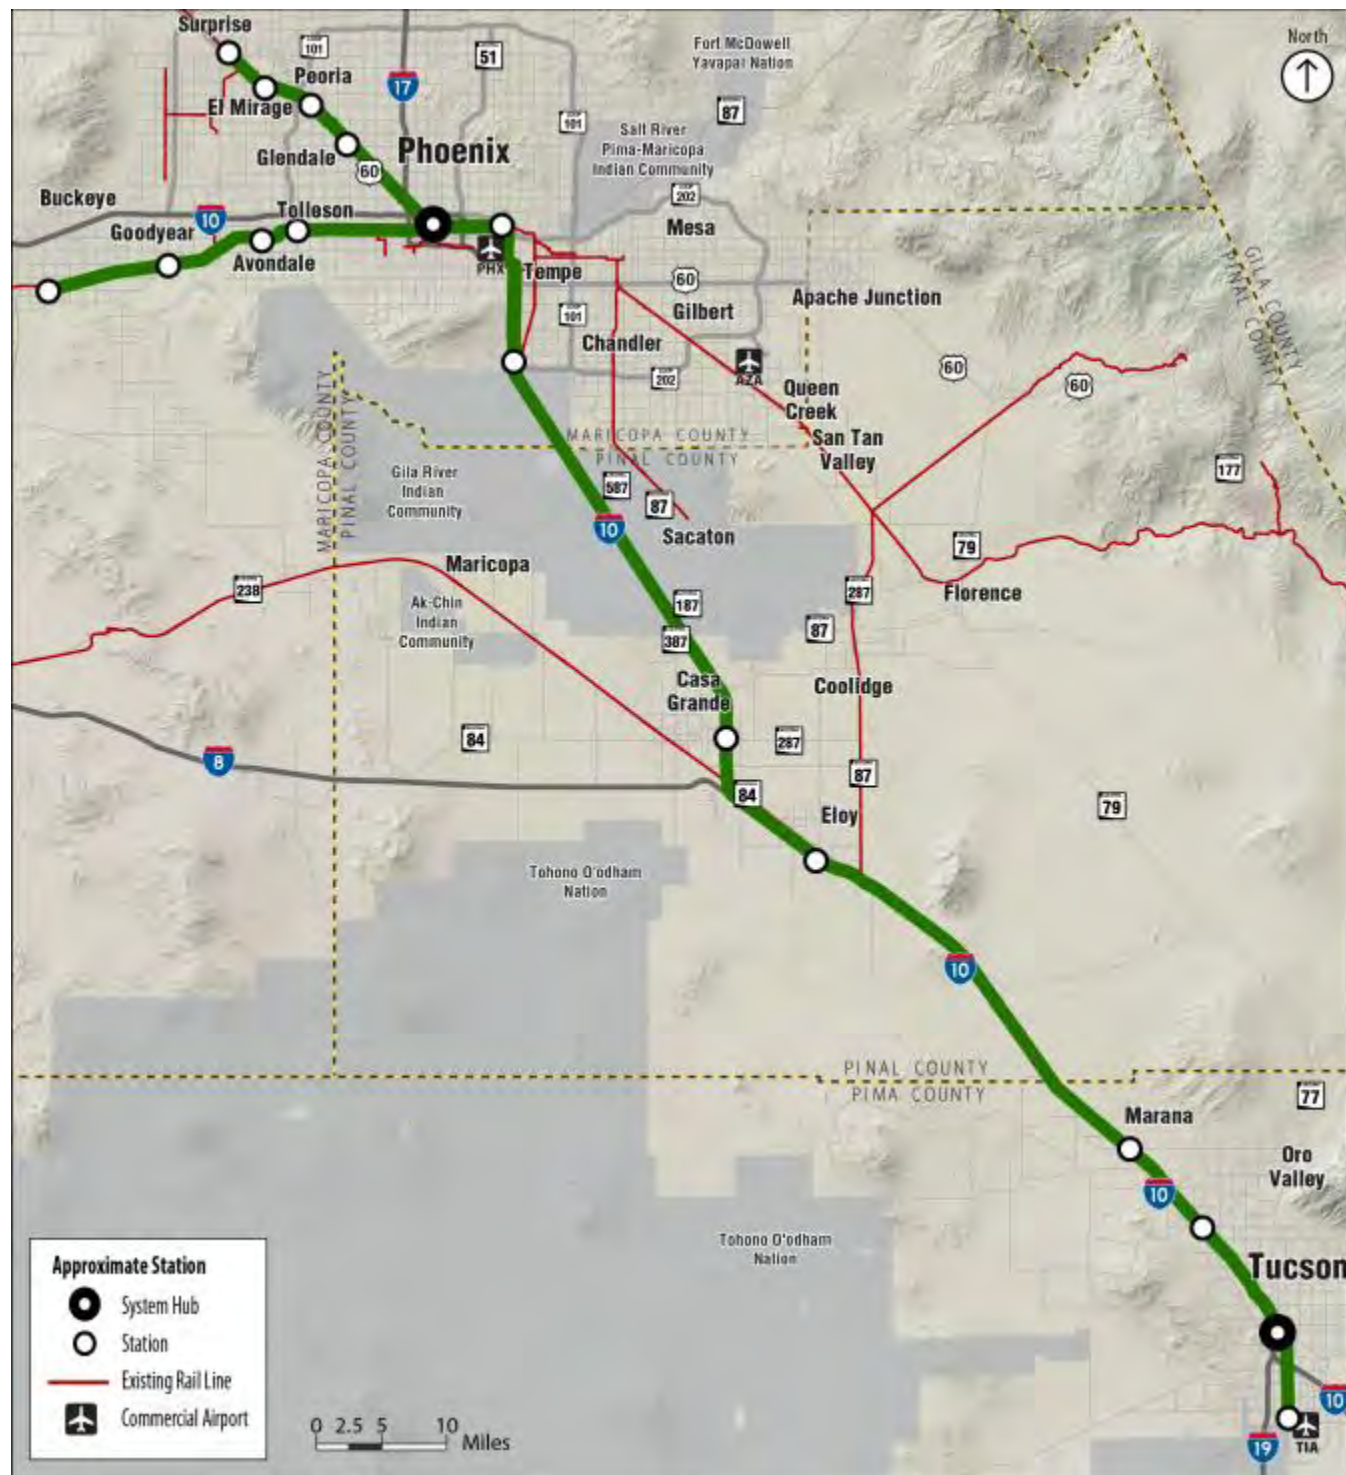 Surprise
LOOP
101
51
17
Fort McDowell
Yavapai Nation
North
Peoria
El Mirage
87
101
Salt River
Pima-Maricopa
Indian Community
Glendale
Phoenix
60
202
Buckeye
10
Tolleson
Mesa
Goodyear
Avondale
PHX
Tempe
60
GILA COUNTY
PINAL COUNTY
Apache Junction
101
Gilbert
Chandler
202
AZA
60
60
Queen
Creek
MARICOPA COUNTY
PINAL COUNTY
MARICOPA COUNTY
PINAL COUNTY
San Tan
Valley
177
Gila River
Indian
Community
587
87
10
Sacaton
79
Maricopa
238
287
Florence
Ak-Chin
Indian
Community
187
387
87
Casa
Grande
Coolidge
84
287
8
87
84
Eloy
79
Tohono O'odham
Nation
10
PINAL COUNTY
PIMA COUNTY
77
Marana
Oro
Valley
10
Tohono O'odham
Nation
Tucson
Approximate Station
System Hub
Station
Existing Rail Line
Commercial Airport
0 2.5 5 10
Miles
10
19
TIA